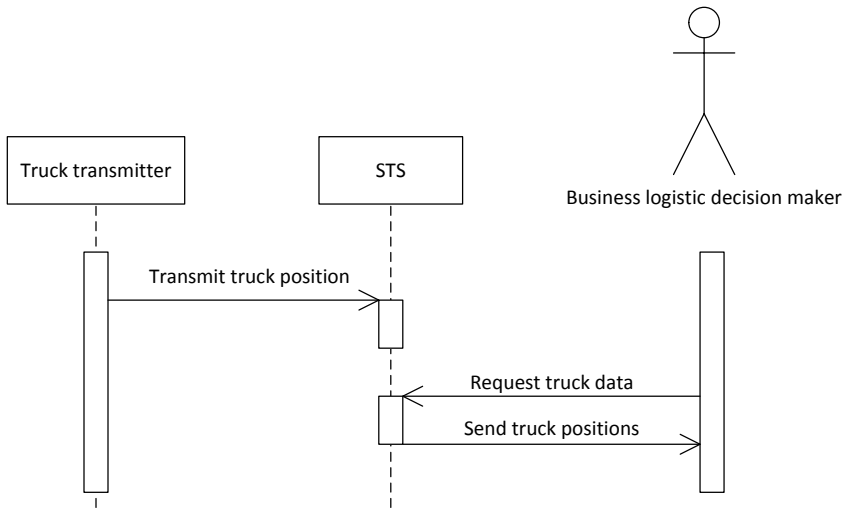 Truck transmitter
STS
Business logistic decision maker
Transmit truck position
Request truck data
Send truck positions